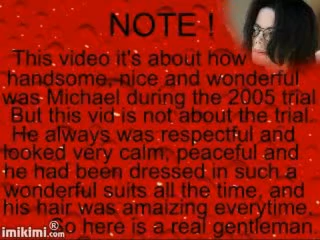 NOTE !
This video it's about how
handsome, nice and wonderful
was Michael during the 2005 trial
But this vid is not about the trial.
He always was respectful and
looked very calm, peaceful and
he had been dressed in such a
wonderful suits all the time, and
his hair was amaizing everytime.
So here is a real gentleman.
imikimi.com®